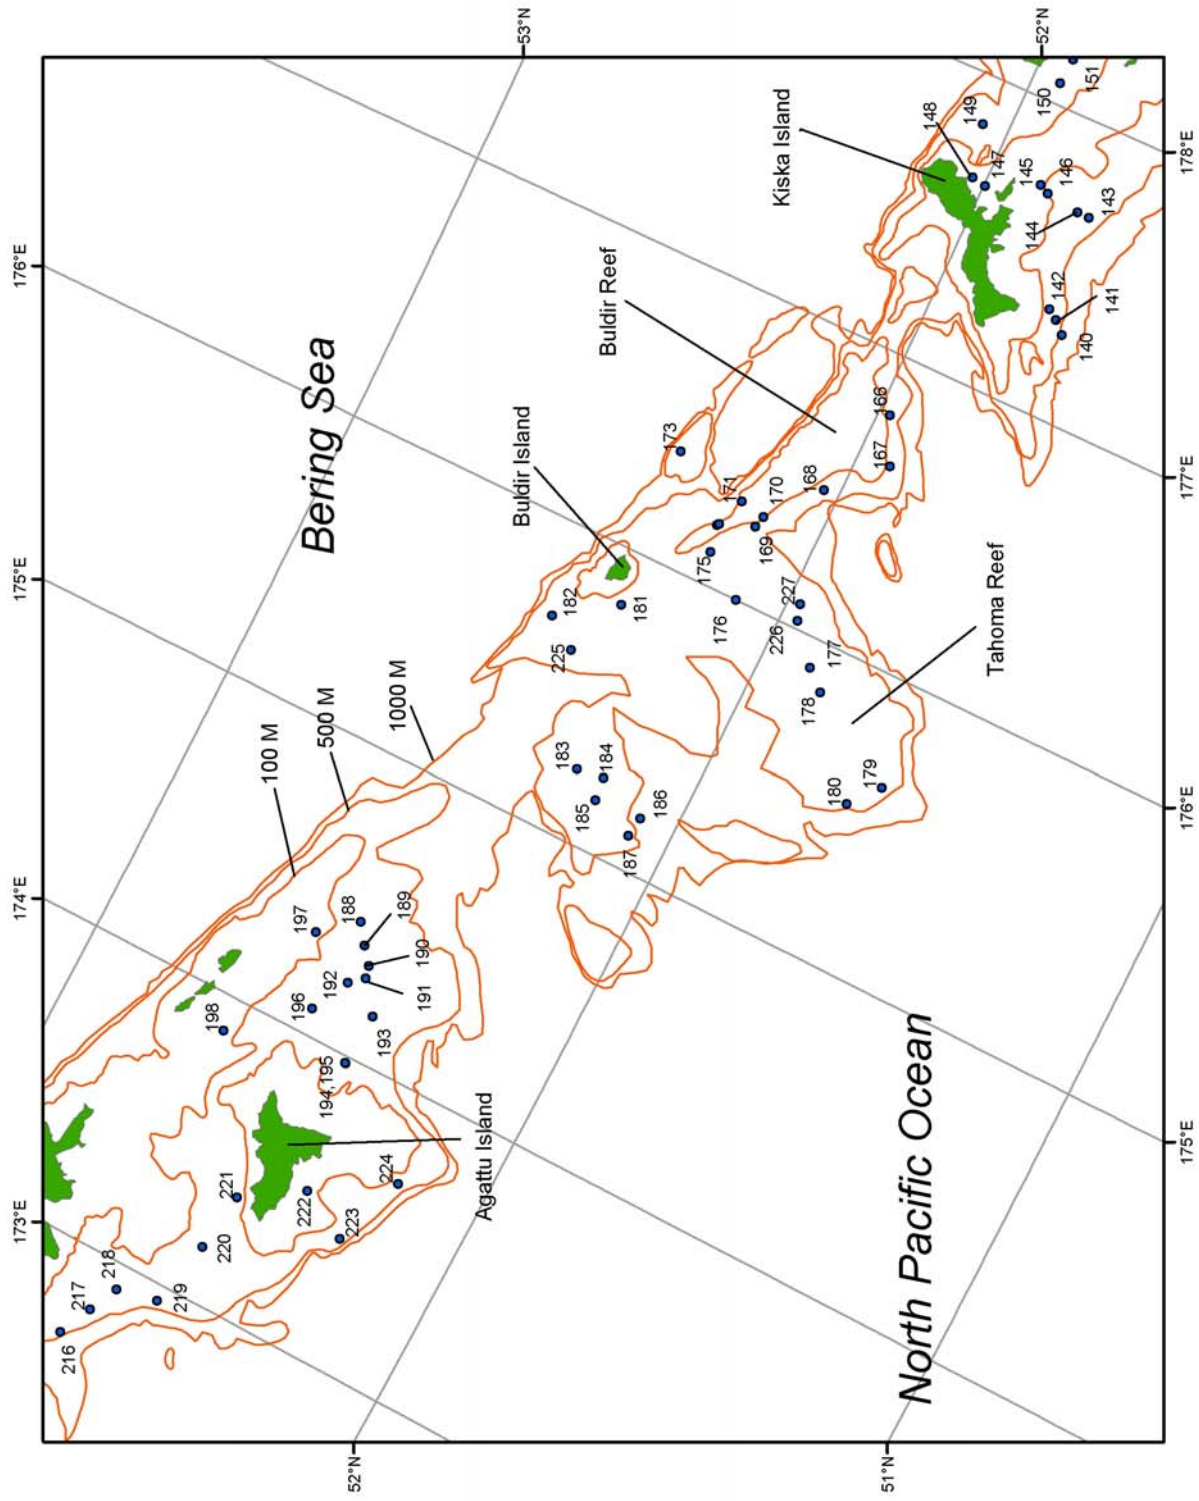 176°E
175°E
174°E
173°E
53°N
52°N
178°E
177°E
176°E
175°E
52°N
51°N
Bering Sea
North Pacific Ocean
Kiska Island
Buldir Reef
Buldir Island
Tahoma Reef
Agattu Island
100 M
500 M
1000 M
140
141
142
143
144
145
146
147
148
149
150
151
166
167
168
169
170
171
173
175
176
177
178
179
180
181
182
183
184
185
186
187
188
189
190
191
192
193
194,195
196
197
198
216
217
218
219
220
221
222
223
224
225
226
227